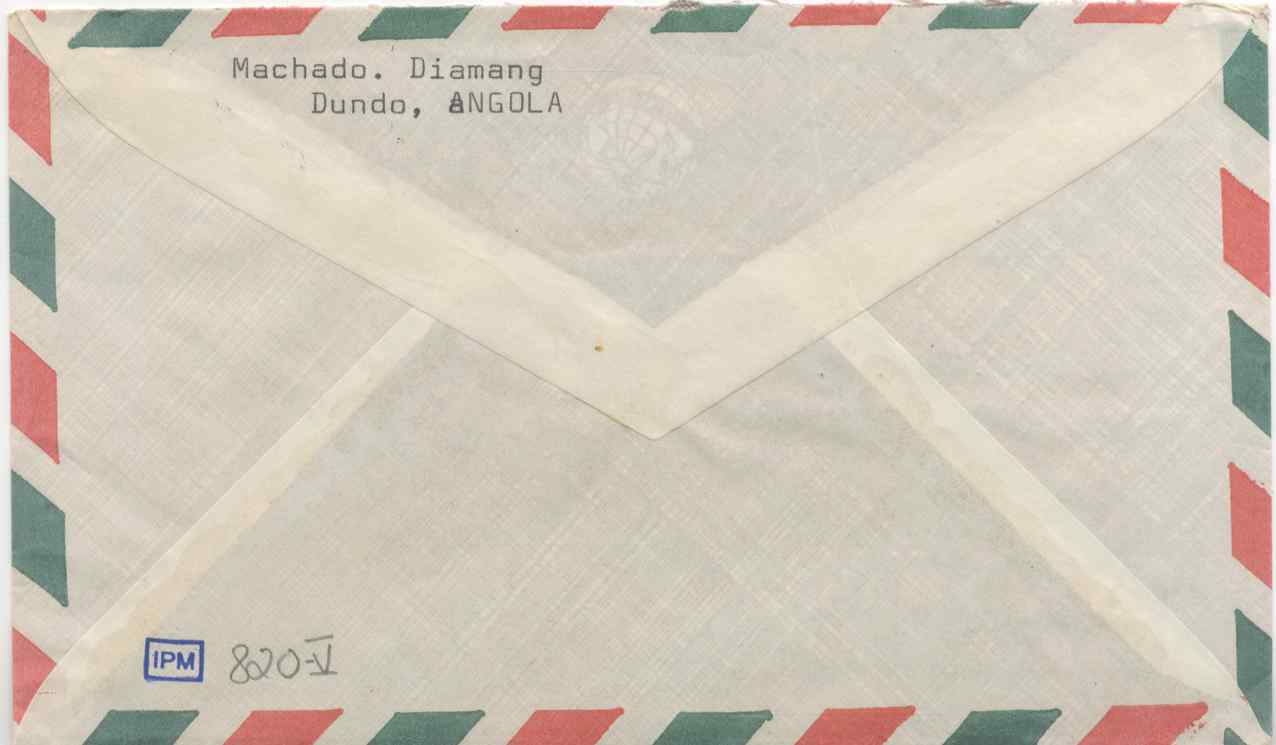 Machado. Diamang
Dundo, ANGOLA
IPM 820-V